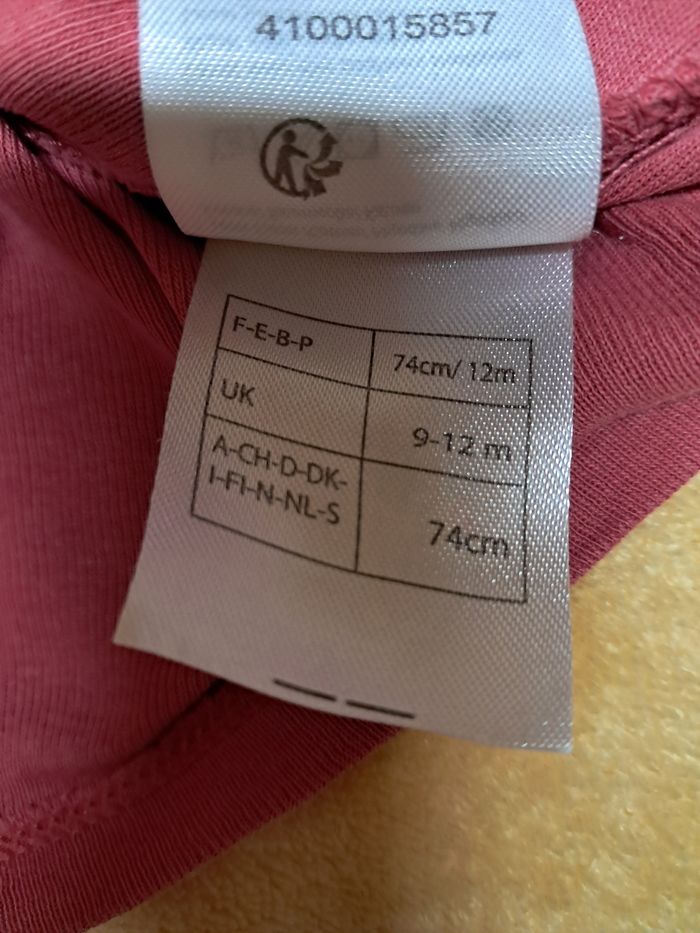 4100015857
F-E-B-P
74cm/ 12m
UK
9-12 m
A-CH-D-DK-
I-FI-N-NL-S
74cm